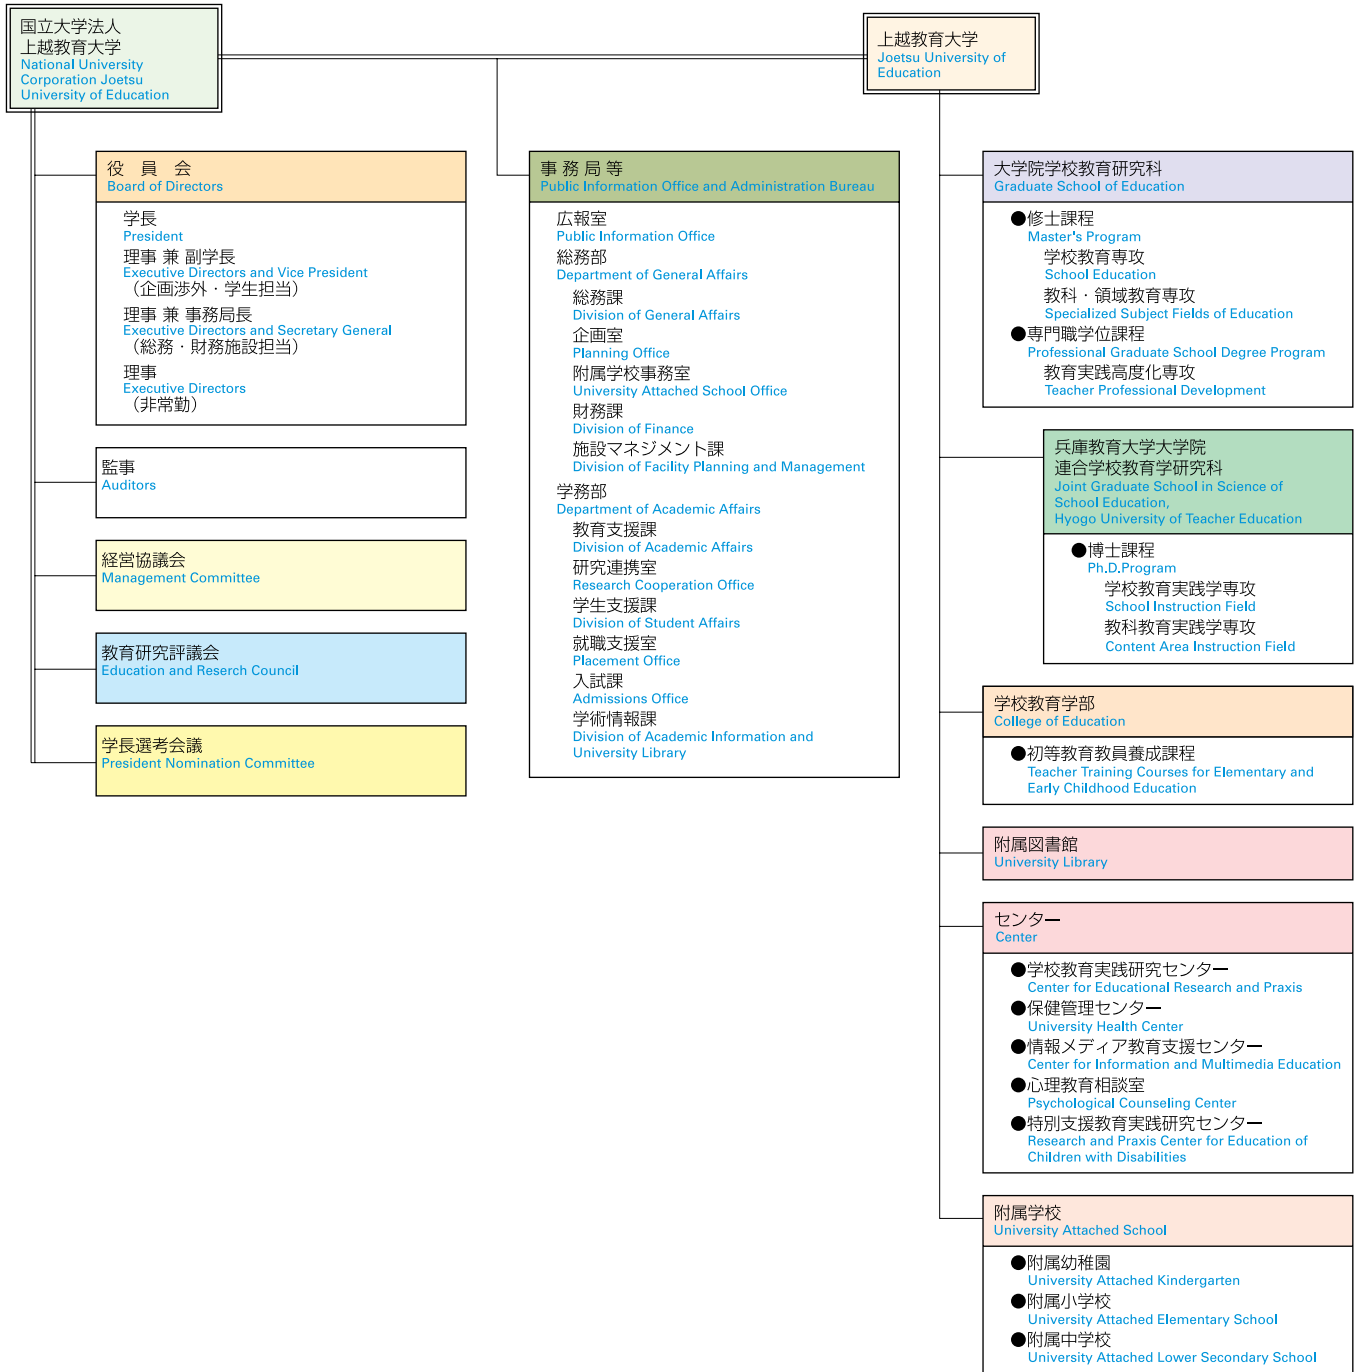 国立大学法人
上越教育大学
National University
Corporation Joetsu
University of Education
上越教育大学
Joetsu University of
Education
役 員 会
Board of Directors
学長
President
理事 兼 副学長
Executive Directors and Vice President
（企画渉外・学生担当）
理事 兼 事務局長
Executive Directors and Secretary General
（総務・財務施設担当）
理事
Executive Directors
（非常勤）
監事
Auditors
経営協議会
Management Committee
教育研究評議会
Education and Reserch Council
学長選考会議
President Nomination Committee
事務局等
Public Information Office and Administration Bureau
広報室
Public Information Office
総務部
Department of General Affairs
総務課
Division of General Affairs
企画室
Planning Office
附属学校事務室
University Attached School Office
財務課
Division of Finance
施設マネジメント課
Division of Facility Planning and Management
学務部
Department of Academic Affairs
教育支援課
Division of Academic Affairs
研究連携室
Research Cooperation Office
学生支援課
Division of Student Affairs
就職支援室
Placement Office
入試課
Admissions Office
学術情報課
Division of Academic Information and
University Library
大学院学校教育研究科
Graduate School of Education
●修士課程
Master's Program
学校教育専攻
School Education
教科・領域教育専攻
Specialized Subject Fields of Education
●専門職学位課程
Professional Graduate School Degree Program
教育実践高度化専攻
Teacher Professional Development
兵庫教育大学大学院
連合学校教育学研究科
Joint Graduate School in Science of
School Education,
Hyogo University of Teacher Education
●博士課程
Ph.D.Program
学校教育実践学専攻
School Instruction Field
教科教育実践学専攻
Content Area Instruction Field
学校教育学部
College of Education
●初等教育教員養成課程
Teacher Training Courses for Elementary and
Early Childhood Education
附属図書館
University Library
センター
Center
●学校教育実践研究センター
Center for Educational Research and Praxis
●保健管理センター
University Health Center
●情報メディア教育支援センター
Center for Information and Multimedia Education
●心理教育相談室
Psychological Counseling Center
●特別支援教育実践研究センター
Research and Praxis Center for Education of
Children with Disabilities
附属学校
University Attached School
●附属幼稚園
University Attached Kindergarten
●附属小学校
University Attached Elementary School
●附属中学校
University Attached Lower Secondary School